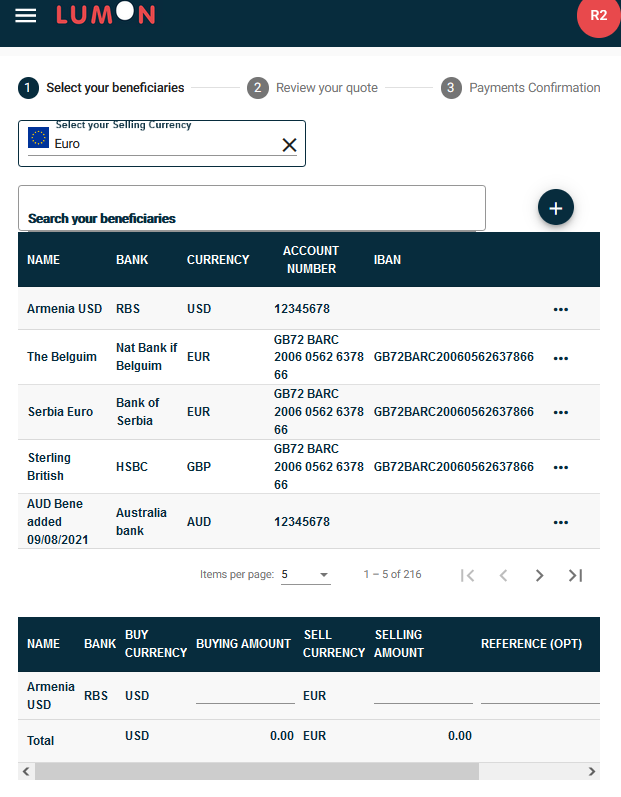 LUMON
R2
1 Select your beneficiaries 2 Review your quote 3 Payments Confirmation
Select your Selling Currency
Euro
Search your beneficiaries
+
NAME BANK CURRENCY ACCOUNT NUMBER IBAN
Armenia USD RBS USD 12345678 •••
The Belguim Nat Bank if Belguim EUR GB72 BARC 2006 0562 6378 66 GB72BARC20060562637866 •••
Serbia Euro Bank of Serbia EUR GB72 BARC 2006 0562 6378 66 GB72BARC20060562637866 •••
Sterling British HSBC GBP GB72 BARC 2006 0562 6378 66 GB72BARC20060562637866 •••
AUD Bene added 09/08/2021 Australia bank AUD 12345678 •••
Items per page: 5 1 – 5 of 216
NAME BANK BUY CURRENCY BUYING AMOUNT SELL CURRENCY SELLING AMOUNT REFERENCE (OPT)
Armenia USD RBS USD EUR
Total USD 0.00 EUR 0.00